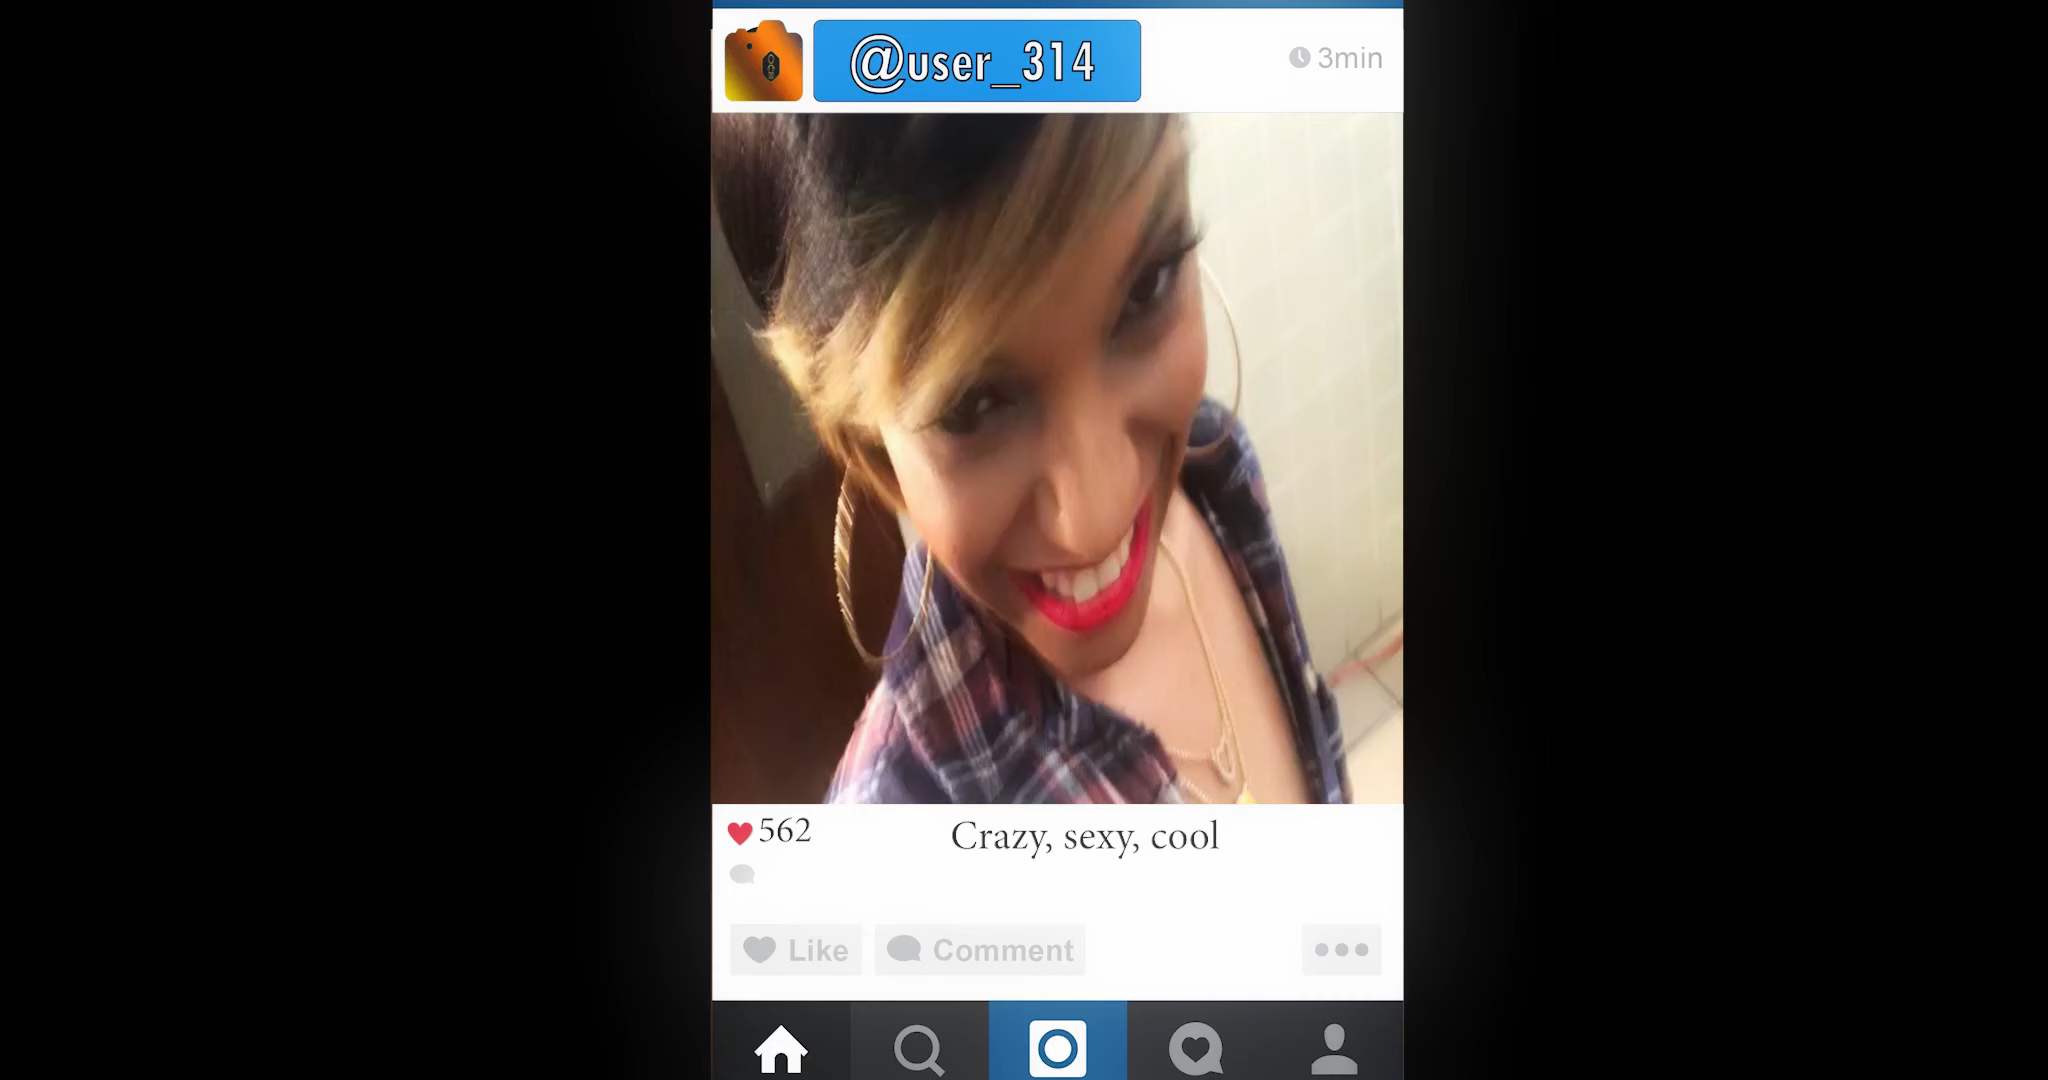 @user_314
3min
562
Crazy, sexy, cool
Like
Comment